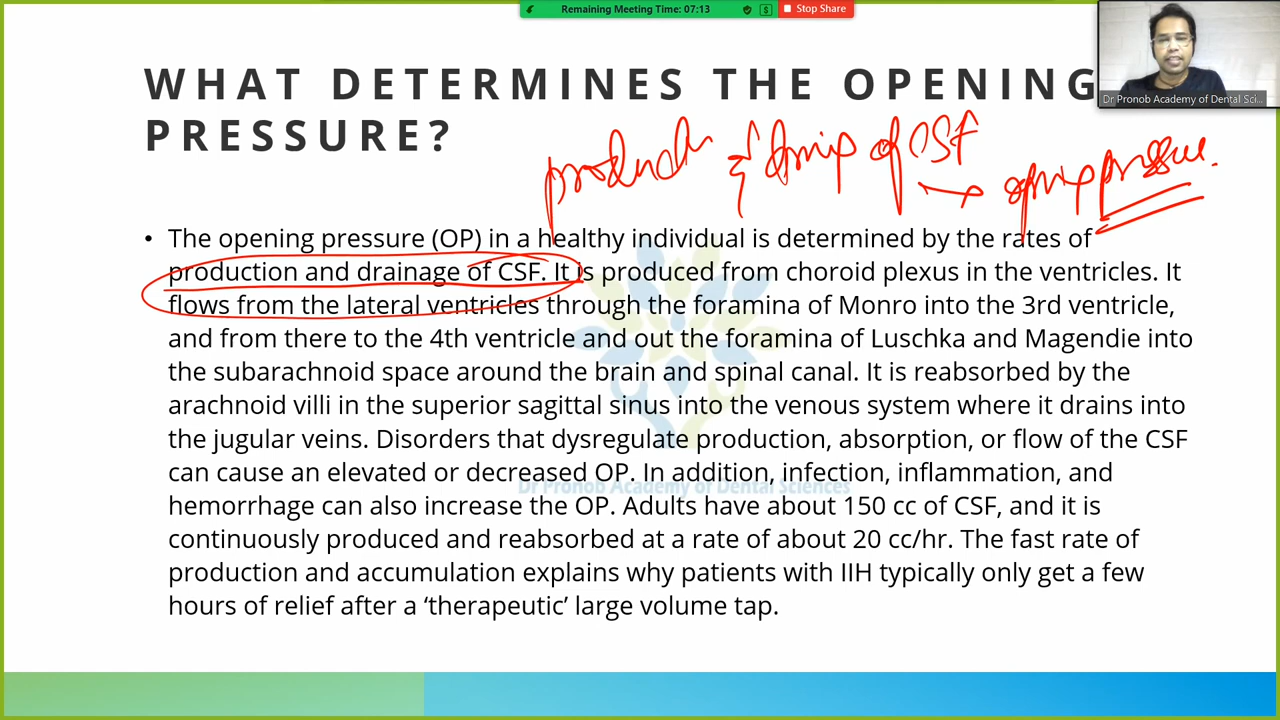 Remaining Meeting Time: 07:13 Stop Share
Dr Pronob Academy of Dental Sci...
WHAT DETERMINES THE OPENING
PRESSURE?
of CSF
pressure.
• The opening pressure (OP) in a healthy individual is determined by the rates of
production and drainage of CSF. It is produced from choroid plexus in the ventricles. It
flows from the lateral ventricles through the foramina of Monro into the 3rd ventricle,
and from there to the 4th ventricle and out the foramina of Luschka and Magendie into
the subarachnoid space around the brain and spinal canal. It is reabsorbed by the
arachnoid villi in the superior sagittal sinus into the venous system where it drains into
the jugular veins. Disorders that dysregulate production, absorption, or flow of the CSF
can cause an elevated or decreased OP. In addition, infection, inflammation, and
Dr Pronob Academy of Dental Sciences
hemorrhage can also increase the OP. Adults have about 150 cc of CSF, and it is
continuously produced and reabsorbed at a rate of about 20 cc/hr. The fast rate of
production and accumulation explains why patients with IIH typically only get a few
hours of relief after a ‘therapeutic’ large volume tap.